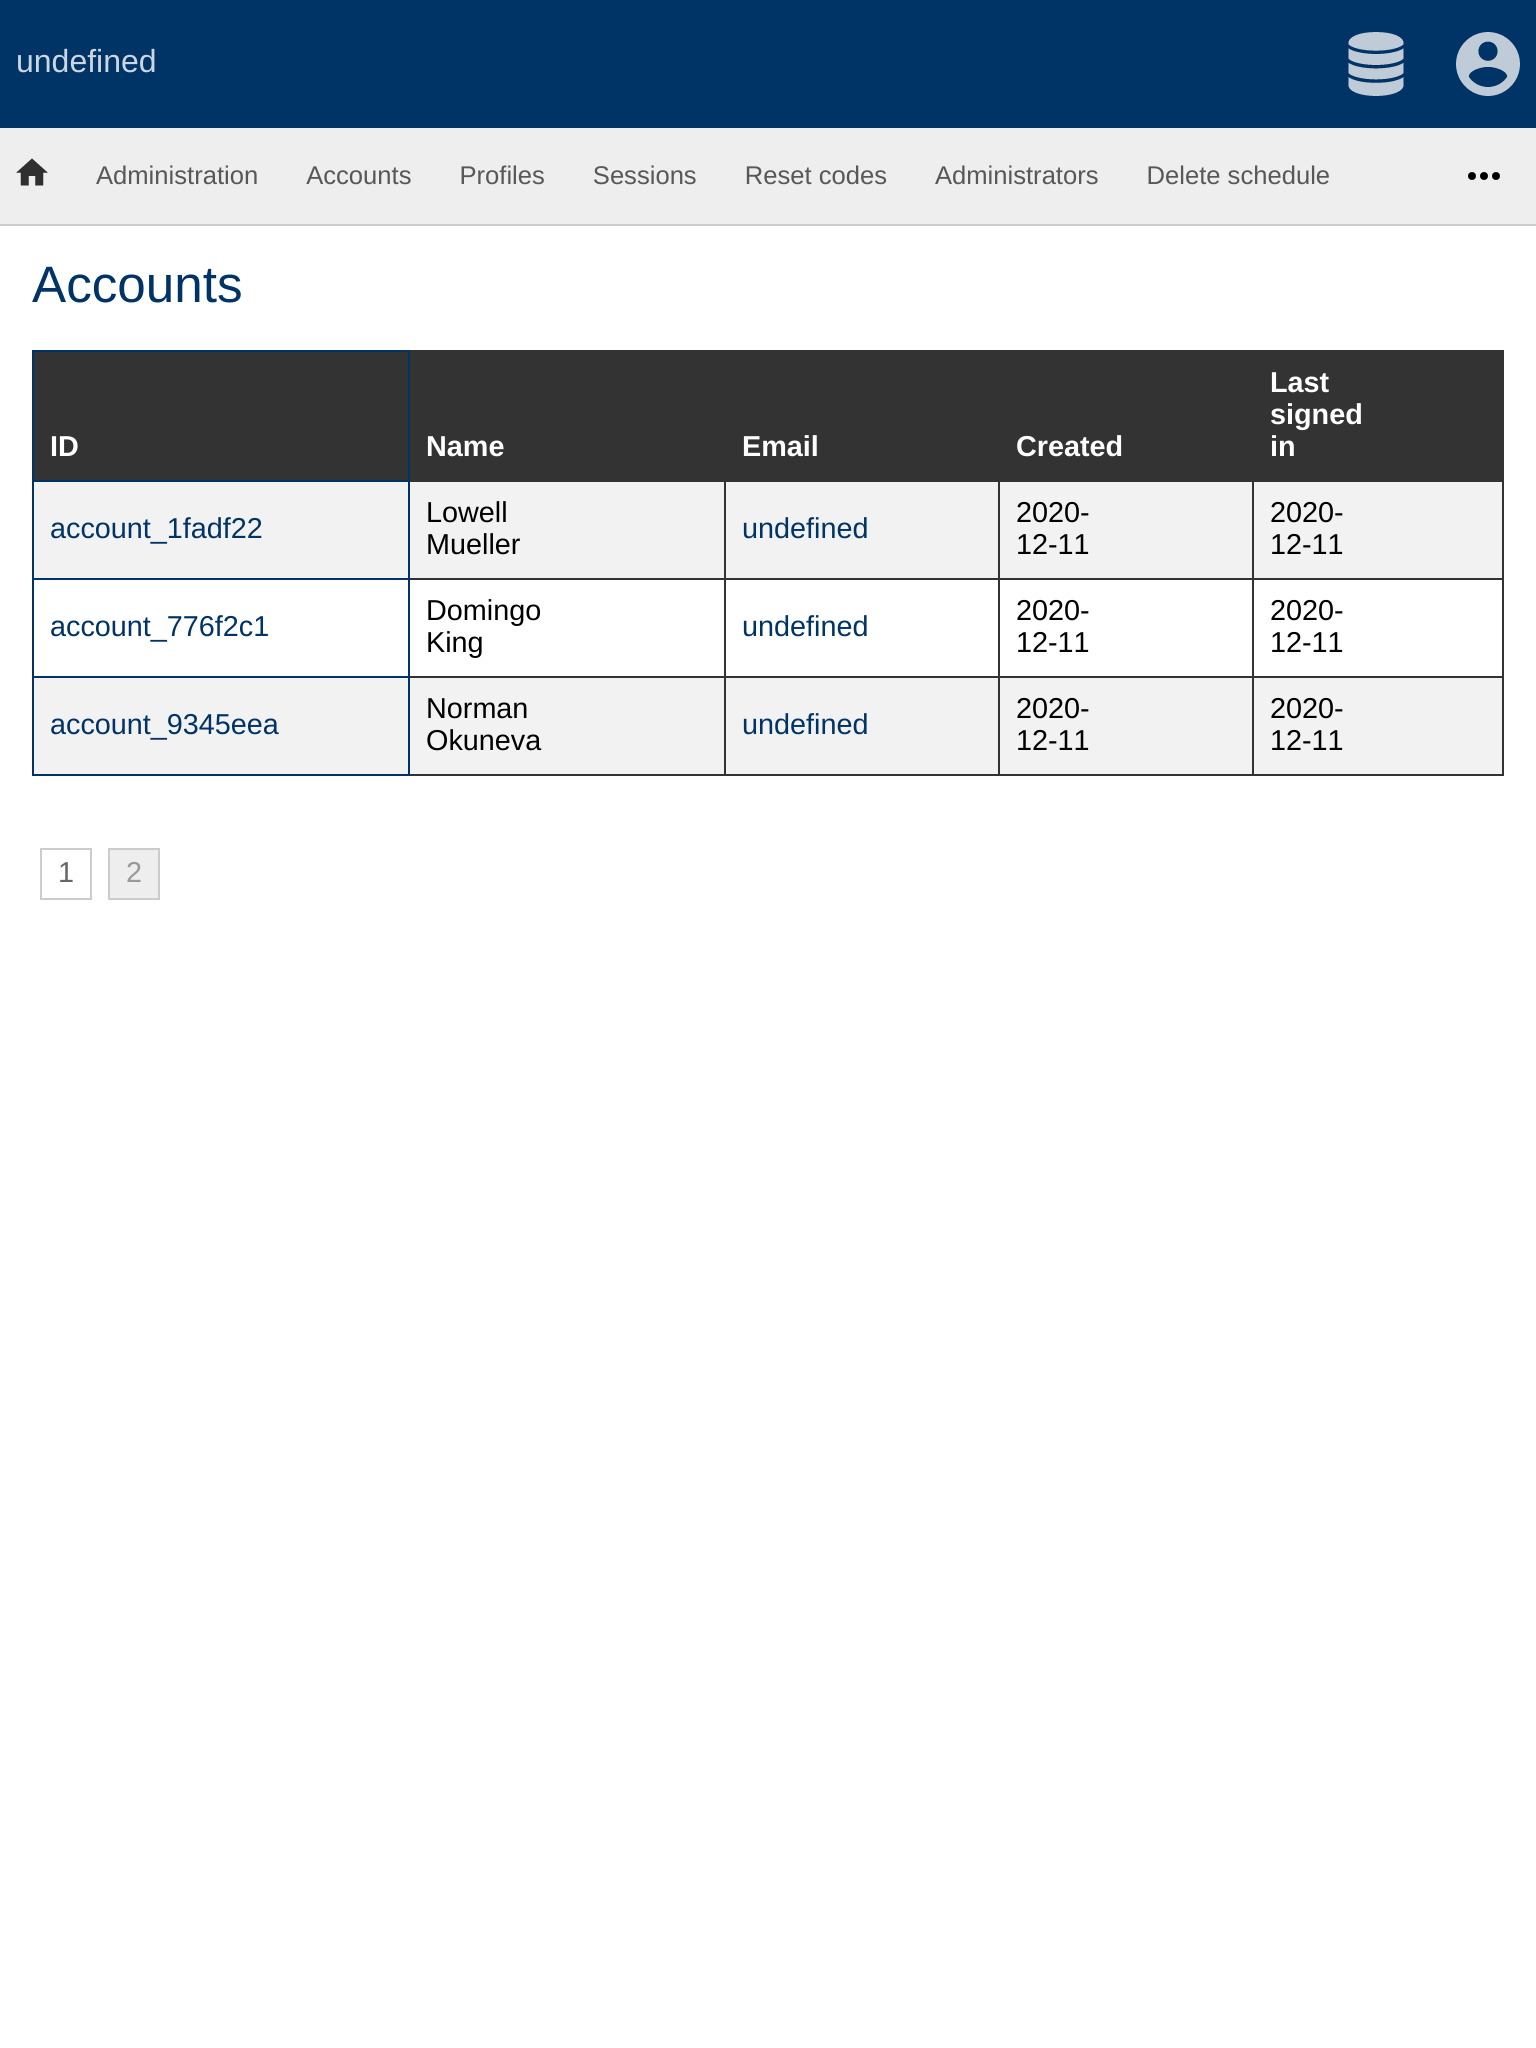 undefined
Administration Accounts Profiles Sessions Reset codes Administrators Delete schedule
Accounts
ID Name Email Created Last signed in
account_1fadf22 Lowell Mueller undefined 2020-12-11 2020-12-11
account_776f2c1 Domingo King undefined 2020-12-11 2020-12-11
account_9345eea Norman Okuneva undefined 2020-12-11 2020-12-11
1 2